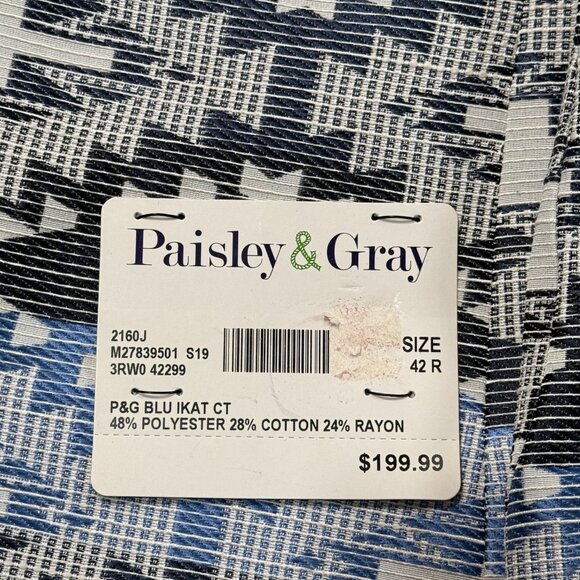 Paisley & Gray
2160J
M27839501 S19
3RW0 42299
SIZE
42 R
P&G BLU IKAT CT
48% POLYESTER 28% COTTON 24% RAYON
$199.99